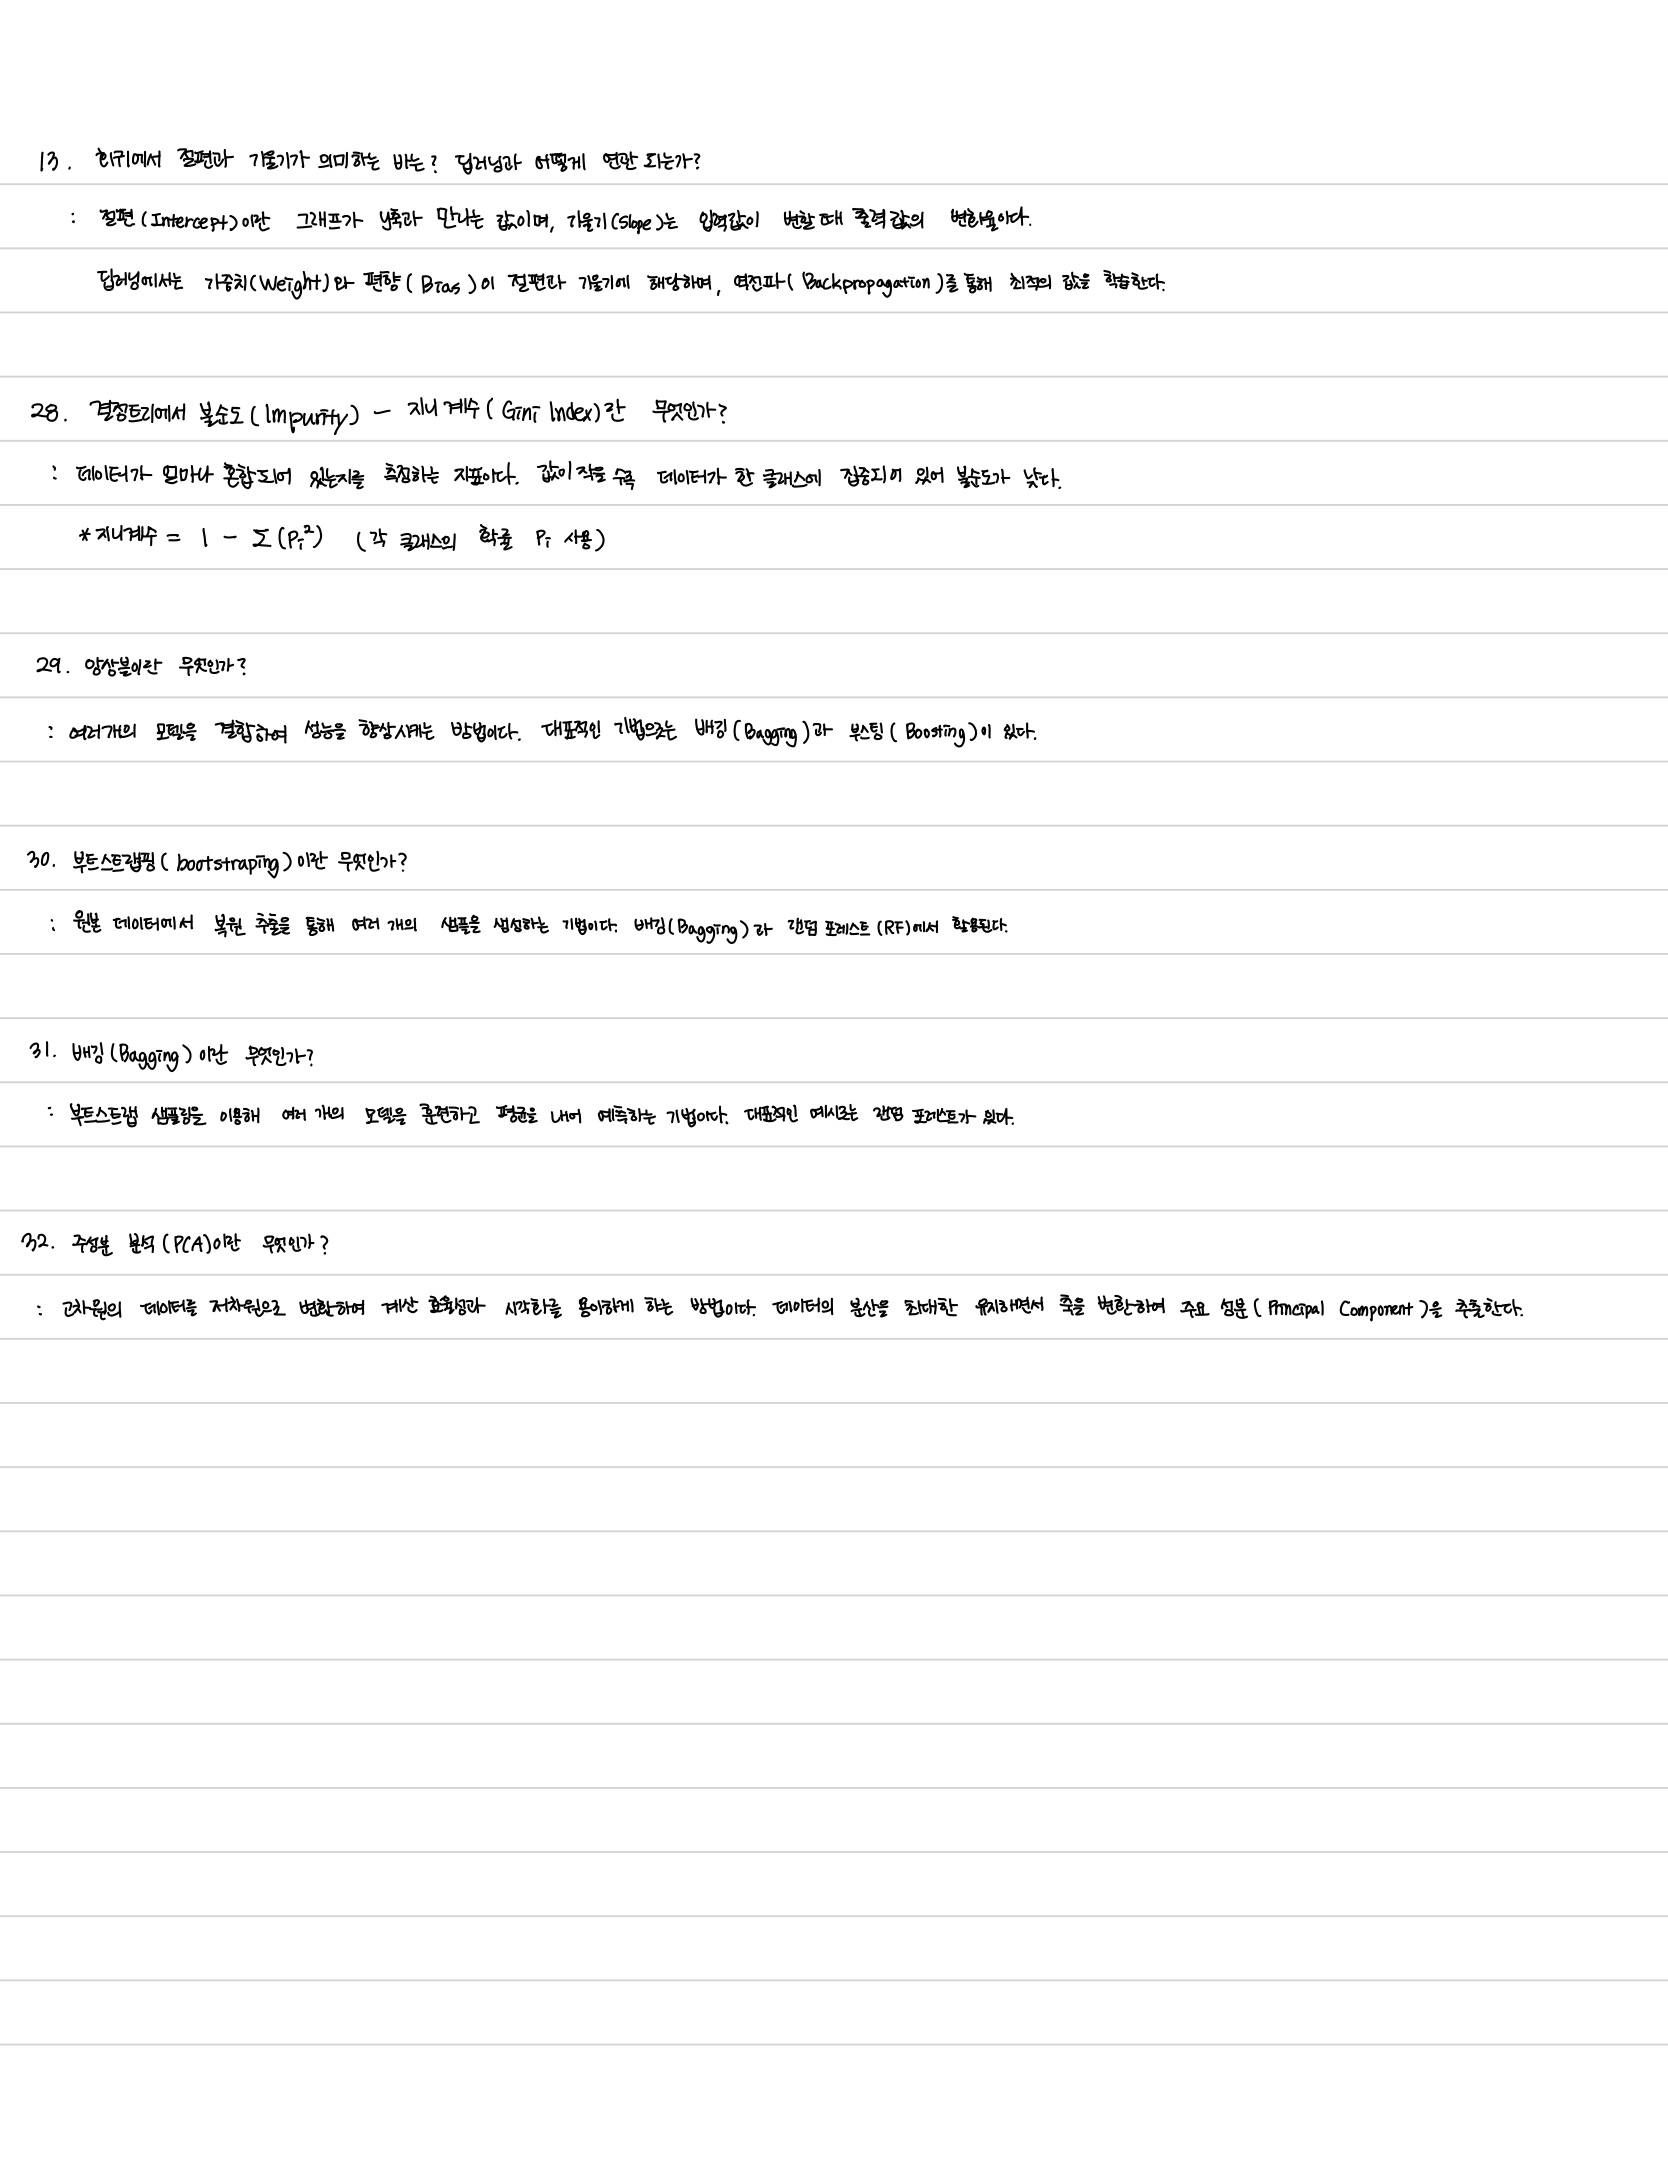 13. 회귀에서 절편과 기울기가 의미하는 바는? 딥러닝과 어떻게 연관 되는가?
: 절편(Intercept)이란 그래프가 y축과 만나는 값이며, 기울기(Slope)는 입력값이 변할 때 출력값의 변화율이다.
딥러닝에서는 가중치(Weight)와 편향(Bias)이 절편과 기울기에 해당하며, 역전파(Backpropagation)를 통해 최적의 값을 학습한다.
28. 결정트리에서 불순도(Impurity) - 지니 계수(Gini Index)란 무엇인가?
: 데이터가 얼마나 혼합되어 있는지를 측정하는 지표이다. 값이 작을 수록 데이터가 한 클래스에 집중되어 있어 불순도가 낮다.
*지니계수 = 1 - Σ(Pi²) (각 클래스의 확률 Pi 사용)
29. 앙상블이란 무엇인가?
: 여러개의 모델을 결합하여 성능을 향상시키는 방법이다. 대표적인 기법으로는 배깅(Bagging)과 부스팅(Boosting)이 있다.
30. 부트스트랩핑(bootstraping)이란 무엇인가?
: 원본 데이터에서 복원 추출을 통해 여러 개의 샘플을 생성하는 기법이다. 배깅(Bagging)과 랜덤 포레스트(RF)에서 활용된다.
31. 배깅(Bagging)이란 무엇인가?
: 부트스트랩 샘플링을 이용해 여러 개의 모델을 훈련하고 평균을 내어 예측하는 기법이다. 대표적인 예시로는 랜덤 포레스트가 있다.
32. 주성분 분석(PCA)이란 무엇인가?
: 고차원의 데이터를 저차원으로 변환하여 계산 효율성과 시각화를 용이하게 하는 방법이다. 데이터의 분산을 최대한 유지하면서 축을 변환하여 주요 성분(Principal Component)을 추출한다.